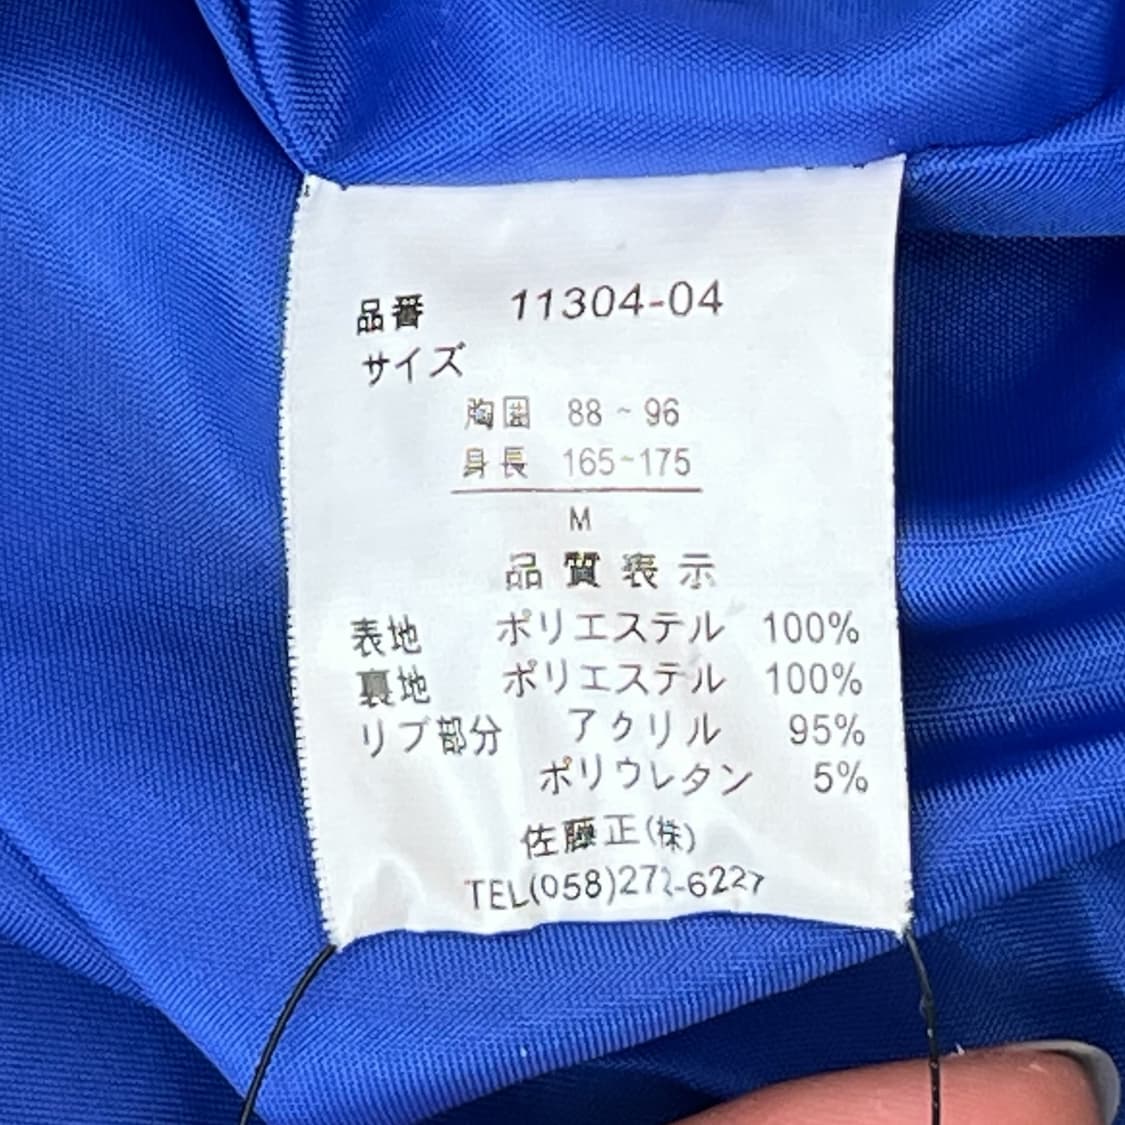 品番 11304-04
サイズ
胸囲 88~96
身長 165~175
M
品質表示
表地 ポリエステル 100%
裏地 ポリエステル 100%
リブ部分 アクリル 95%
ポリウレタン 5%
佐藤正(株)
TEL(058)272-6227